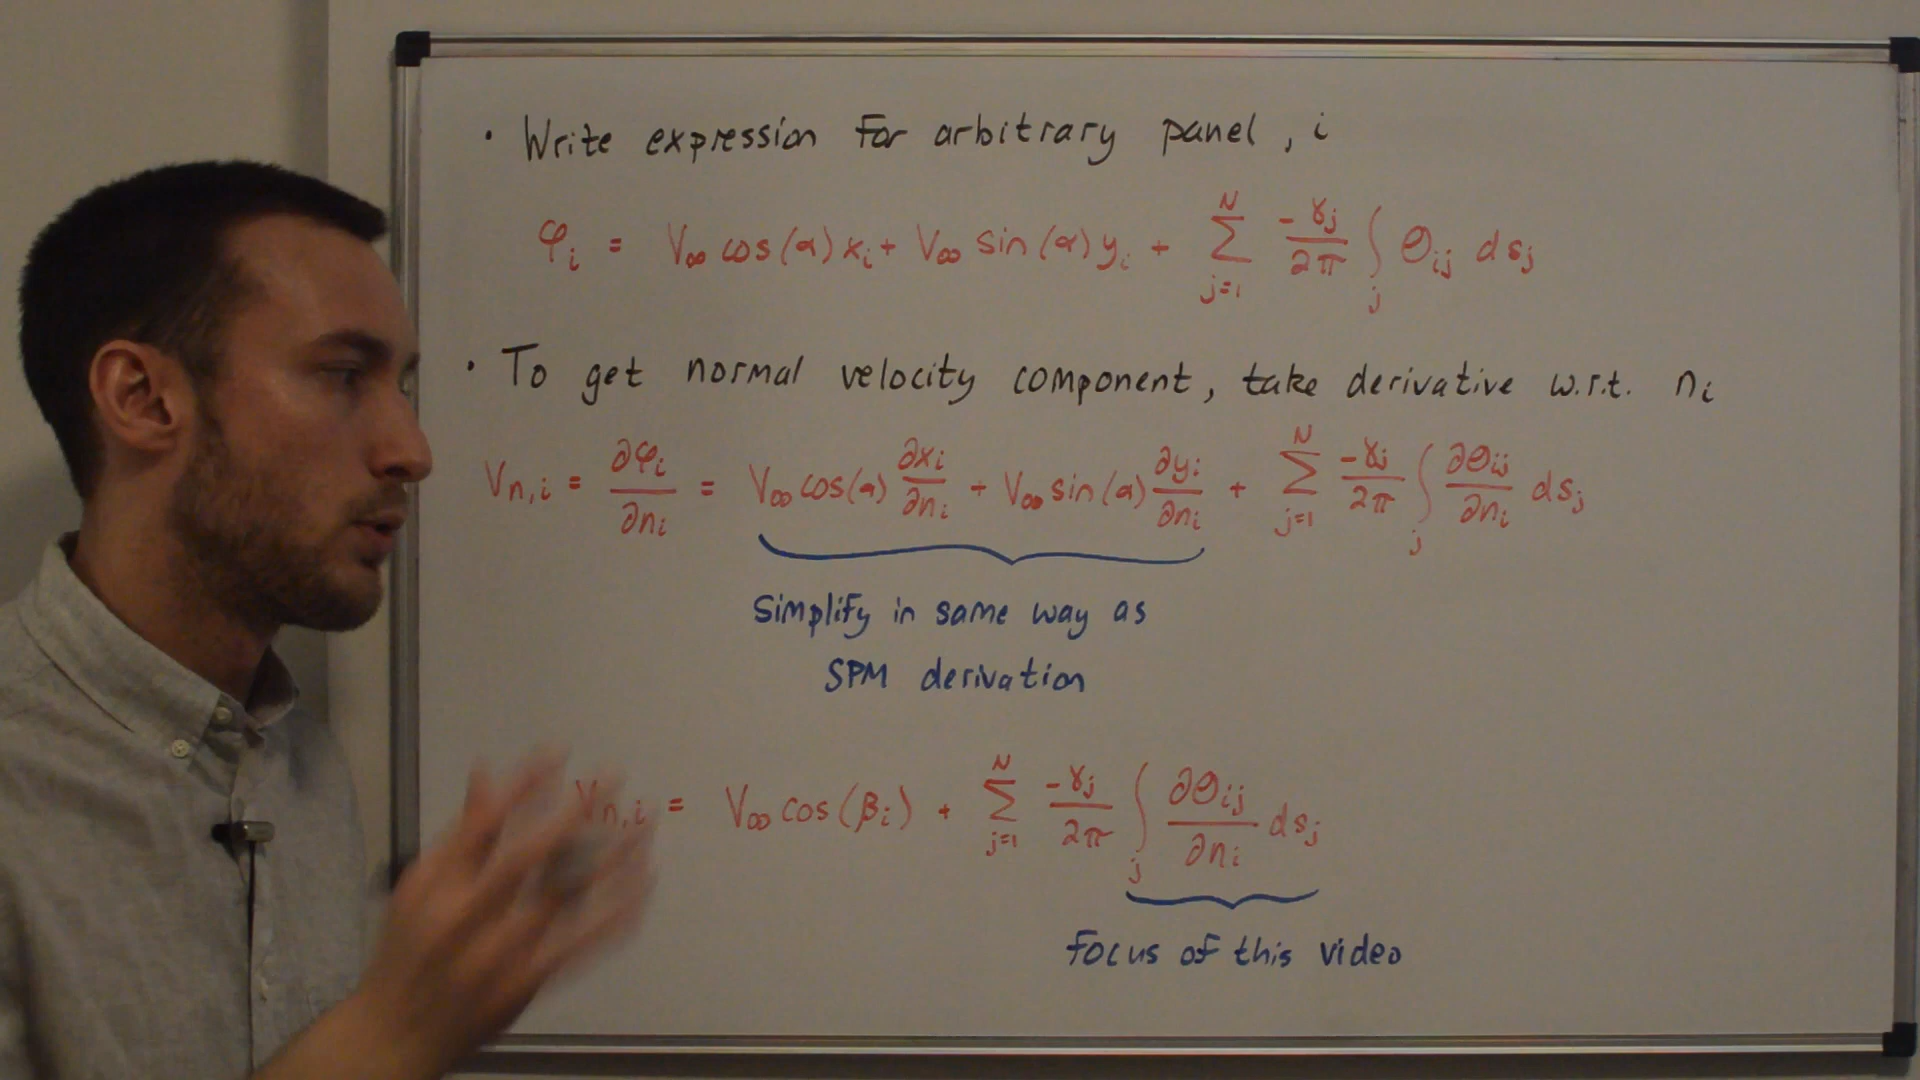 · Write expression for arbitrary panel, i
φᵢ = V∞ cos(α) xᵢ + V∞ sin(α) yᵢ + Σ_{j=1}^{N} -γⱼ/2π ∫ⱼ θᵢⱼ dsⱼ
· To get normal velocity component, take derivative w.r.t. nᵢ
Vn,ᵢ = ∂φᵢ/∂nᵢ = V∞ cos(α) ∂xᵢ/∂nᵢ + V∞ sin(α) ∂yᵢ/∂nᵢ + Σ_{j=1}^{N} -γⱼ/2π ∫ⱼ ∂θᵢⱼ/∂nᵢ dsⱼ
Simplify in same way as
SPM derivation
Vn,ᵢ = V∞ cos(βᵢ) + Σ_{j=1}^{N} -γⱼ/2π ∫ⱼ ∂θᵢⱼ/∂nᵢ dsⱼ
focus of this video